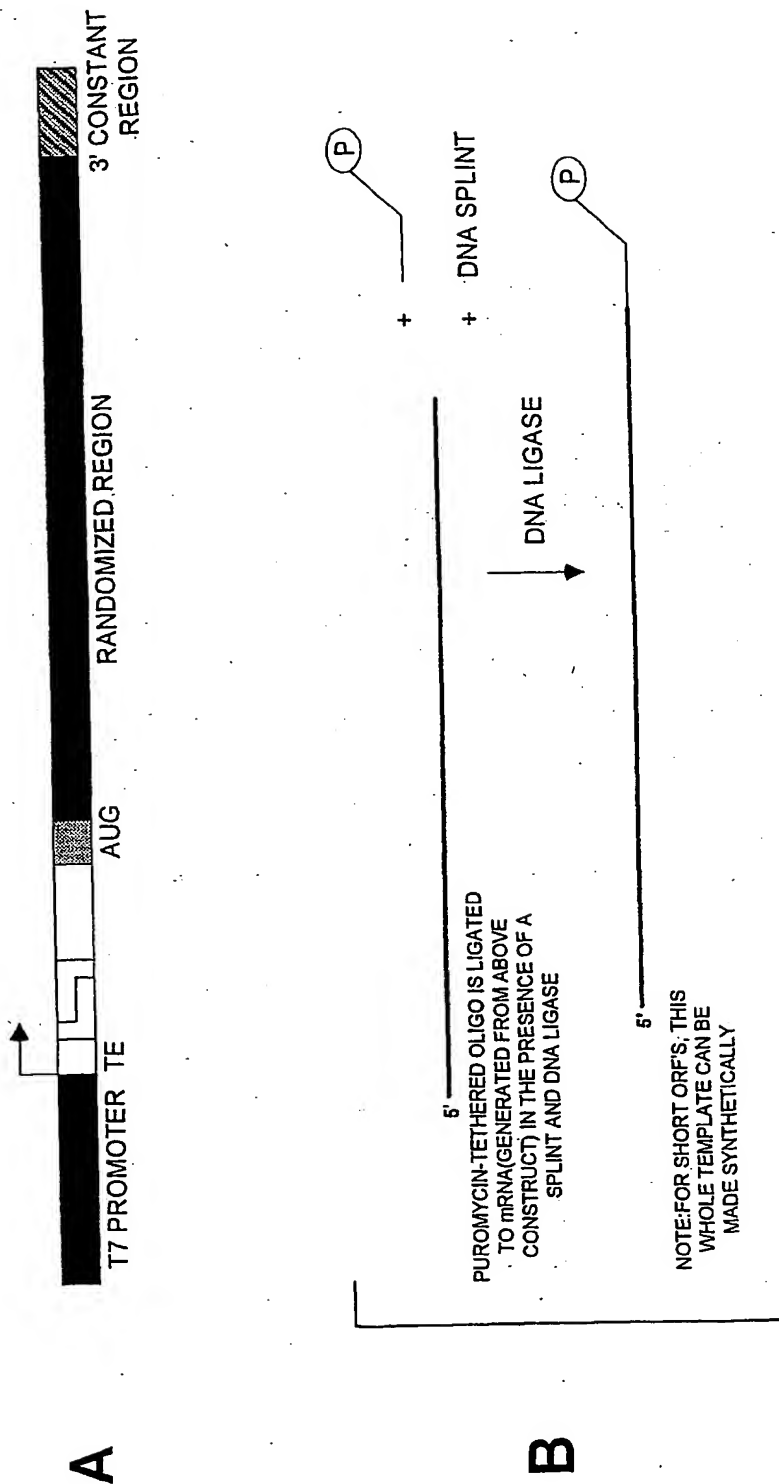 A
T7 PROMOTER TE AUG RANDOMIZED REGION 3' CONSTANT
REGION
B
5'
+ P
PUROMYCIN-TETHERED OLIGO IS LIGATED
TO mRNA(GENERATED FROM ABOVE
CONSTRUCT) IN THE PRESENCE OF A
SPLINT AND DNA LIGASE
+ DNA SPLINT
DNA LIGASE
5' P
NOTE:FOR SHORT ORF'S, THIS
WHOLE TEMPLATE CAN BE
MADE SYNTHETICALLY